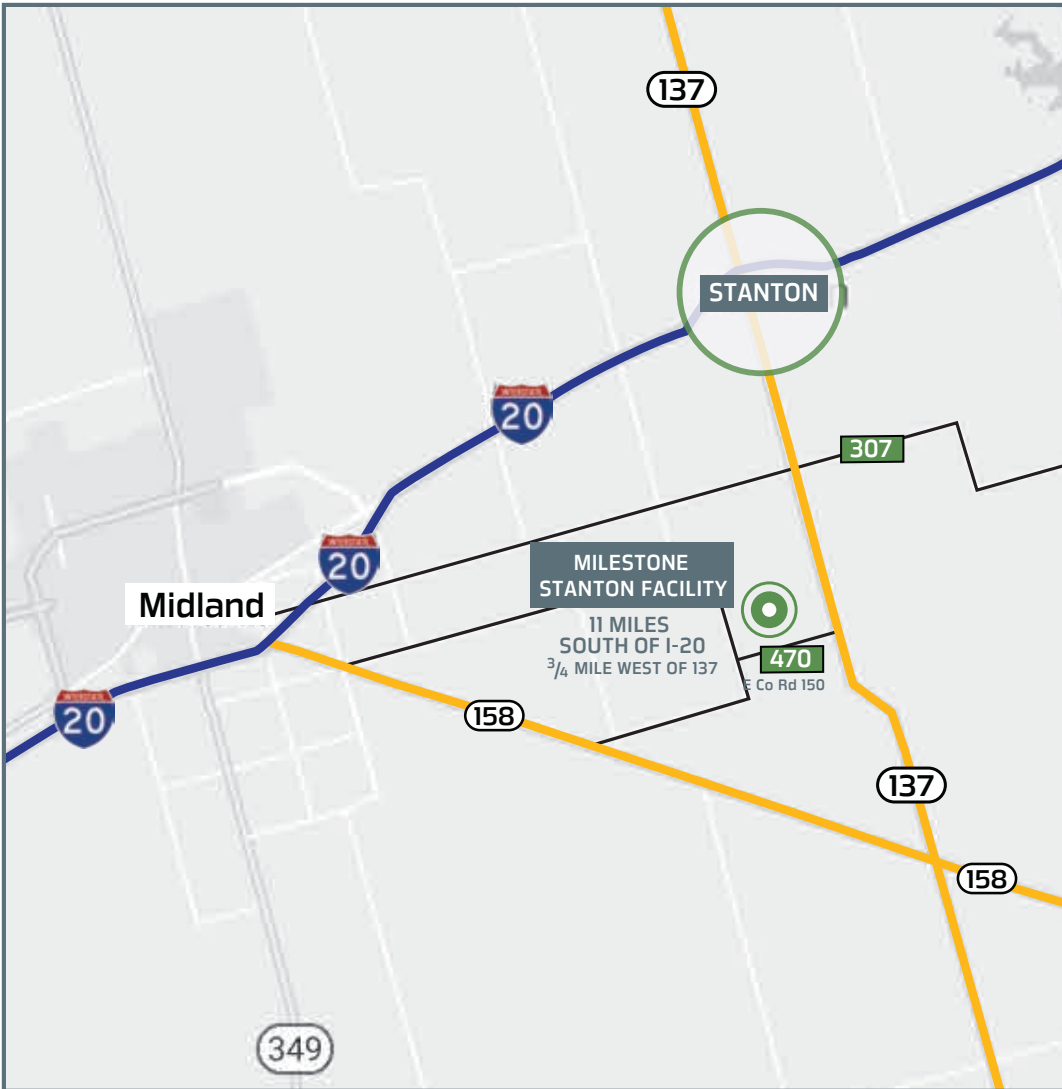 137
STANTON
20
307
20
MILESTONE
STANTON FACILITY
Midland
11 MILES
SOUTH OF I-20
3/4 MILE WEST OF 137
470
E Co Rd 150
20
158
137
158
349